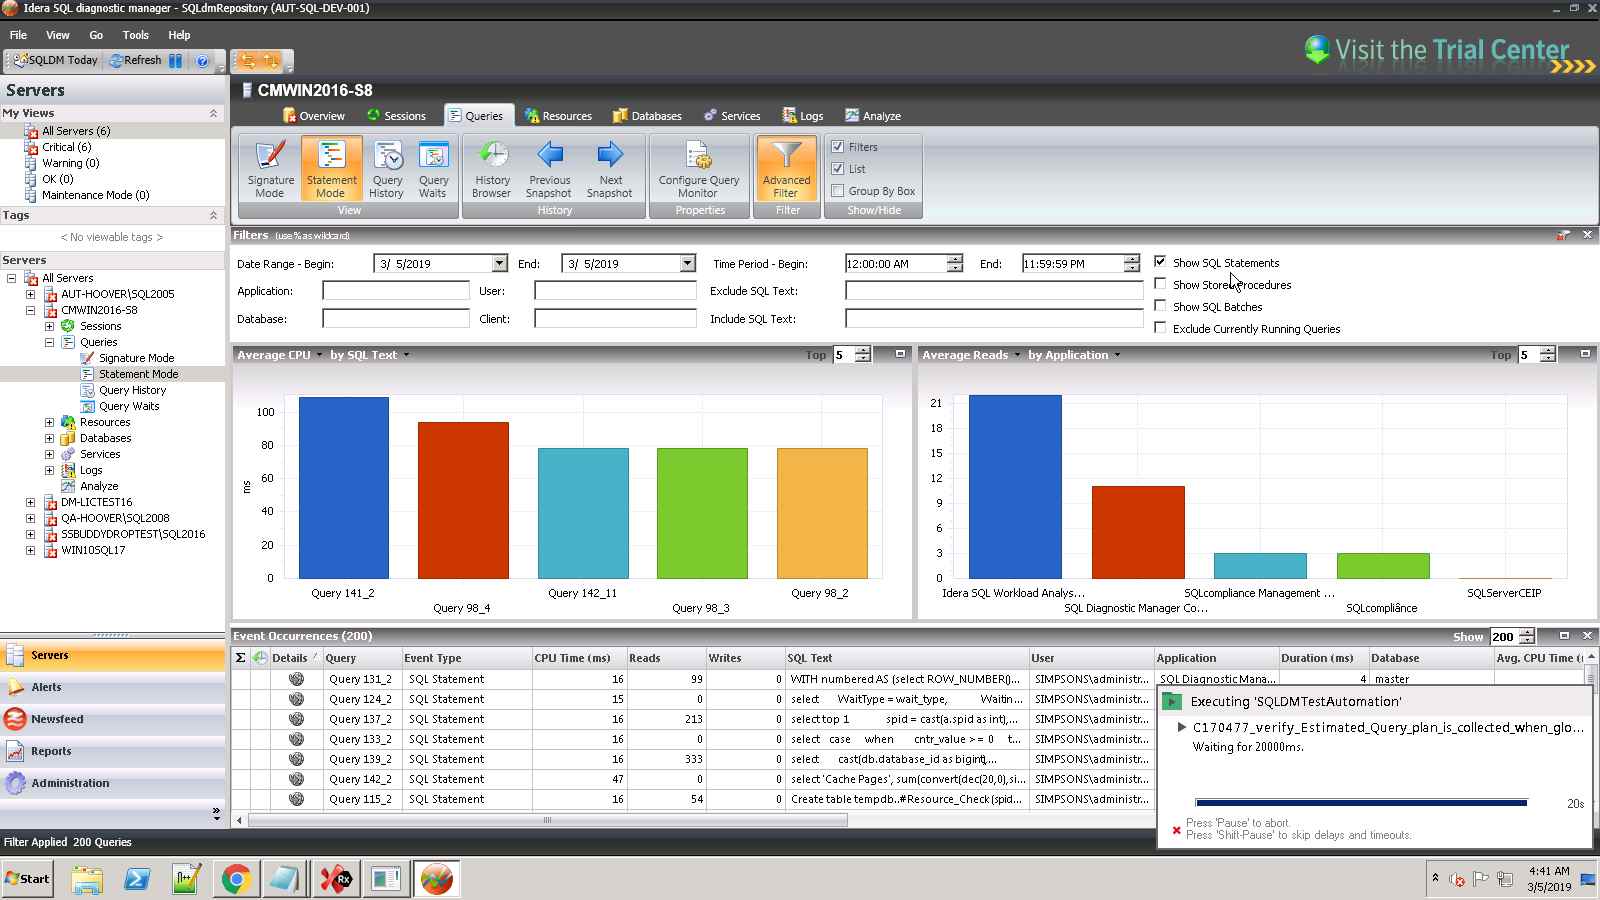 Idera SQL diagnostic manager - SQLdmRepository (AUT-SQL-DEV-001)
File View Go Tools Help
SQLDM Today Refresh
Visit the Trial Center
Servers
CMWIN2016-S8
My Views
All Servers (6)
Critical (6)
Warning (0)
OK (0)
Maintenance Mode (0)
Tags
< No viewable tags >
Servers
All Servers
AUT-HOOVER\SQL2005
CMWIN2016-S8
Sessions
Queries
Signature Mode
Statement Mode
Query History
Query Waits
Resources
Databases
Services
Logs
Analyze
DM-LICTEST16
QA-HOOVER\SQL2008
SSBUDDYDROPTEST\SQL2016
WIN10SQL17
Servers
Alerts
Newsfeed
Reports
Administration
Overview Sessions Queries Resources Databases Services Logs Analyze
Signature Mode
Statement Mode
Query History
Query Waits
View
History Browser
Previous Snapshot
Next Snapshot
History
Configure Query Monitor
Properties
Advanced Filter
Filter
Filters
List
Group By Box
Show/Hide
Filters (use % as wildcard)
Date Range - Begin: 3/ 5/2019 End: 3/ 5/2019 Time Period - Begin: 12:00:00 AM End: 11:59:59 PM Show SQL Statements
Application: User: Exclude SQL Text: Show Stored Procedures
Show SQL Batches
Database: Client: Include SQL Text: Exclude Currently Running Queries
Average CPU by SQL Text Top 5
100
80
60
40
20
0
ms
Query 141_2
Query 98_4
Query 142_11
Query 98_3
Query 98_2
Average Reads by Application Top 5
21
18
15
12
9
6
3
0
Idera SQL Workload Analys...
SQL Diagnostic Manager Co...
SQLcompliance Management ...
SQLcompliance
SQLServerCEIP
Event Occurrences (200) Show 200
Σ Details Query Event Type CPU Time (ms) Reads Writes SQL Text User Application Duration (ms) Database Avg. CPU Time (
Query 131_2 SQL Statement 16 99 0 WITH numbered AS (select ROW_NUMBER()... SIMPSONS\administr... SQL Diagnostic Mana... 4 master
Query 124_2 SQL Statement 15 0 0 select WaitType = wait_type, Waitin... SIMPSONS\administr...
Query 137_2 SQL Statement 16 213 0 select top 1 spid = cast(a.spid as int),... SIMPSONS\administr...
Query 133_2 SQL Statement 16 0 0 select case when cntr_value >= 0 t... SIMPSONS\administr...
Query 139_2 SQL Statement 16 333 0 select cast(db.database_id as bigint),... SIMPSONS\administr...
Query 142_2 SQL Statement 47 0 0 select 'Cache Pages', sum(convert(dec(20,0),si... SIMPSONS\administr...
Query 115_2 SQL Statement 16 54 0 Create table tempdb..#Resource_Check (spid... SIMPSONS\administr...
Executing 'SQLDMTestAutomation'
C170477_verify_Estimated_Query_plan_is_collected_when_glo...
Waiting for 20000ms.
20s
Press 'Pause' to abort.
Press 'Shift-Pause' to skip delays and timeouts.
Filter Applied 200 Queries
Start
Rx
4:41 AM
3/5/2019